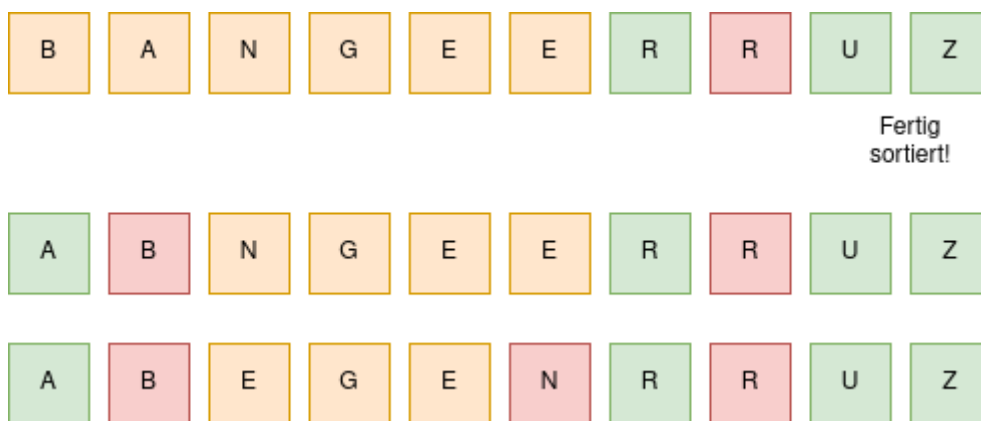 B A N G E E R R U Z
Fertig
sortiert!
A B N G E E R R U Z
A B E G E N R R U Z